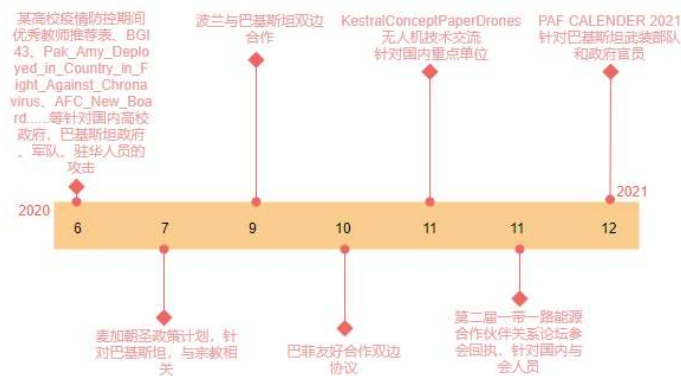 某高校疫情防控期间
优秀教师推荐表、BGI
43、Pak_Amy_Deplo
yed_in_Country_in_F
ight_Against_Chrona
virus、AFC_New_Boa
rd.....等针对国内高校
政府，巴基斯坦政府
、军队、驻华人员的
攻击
波兰与巴基斯坦双边
合作
KestralConceptPaperDrones
无人机技术交流
针对国内重点单位
PAF CALENDER 2021
针对巴基斯坦武装部队
和政府官员
2020
2021
6
7
9
10
11
11
12
麦加朝圣政策计划，针
对巴基斯坦，与宗教相
关
巴菲友好合作双边
协议
第二届一带一路能源
合作伙伴关系论坛参
会回执，针对国内与
会人员